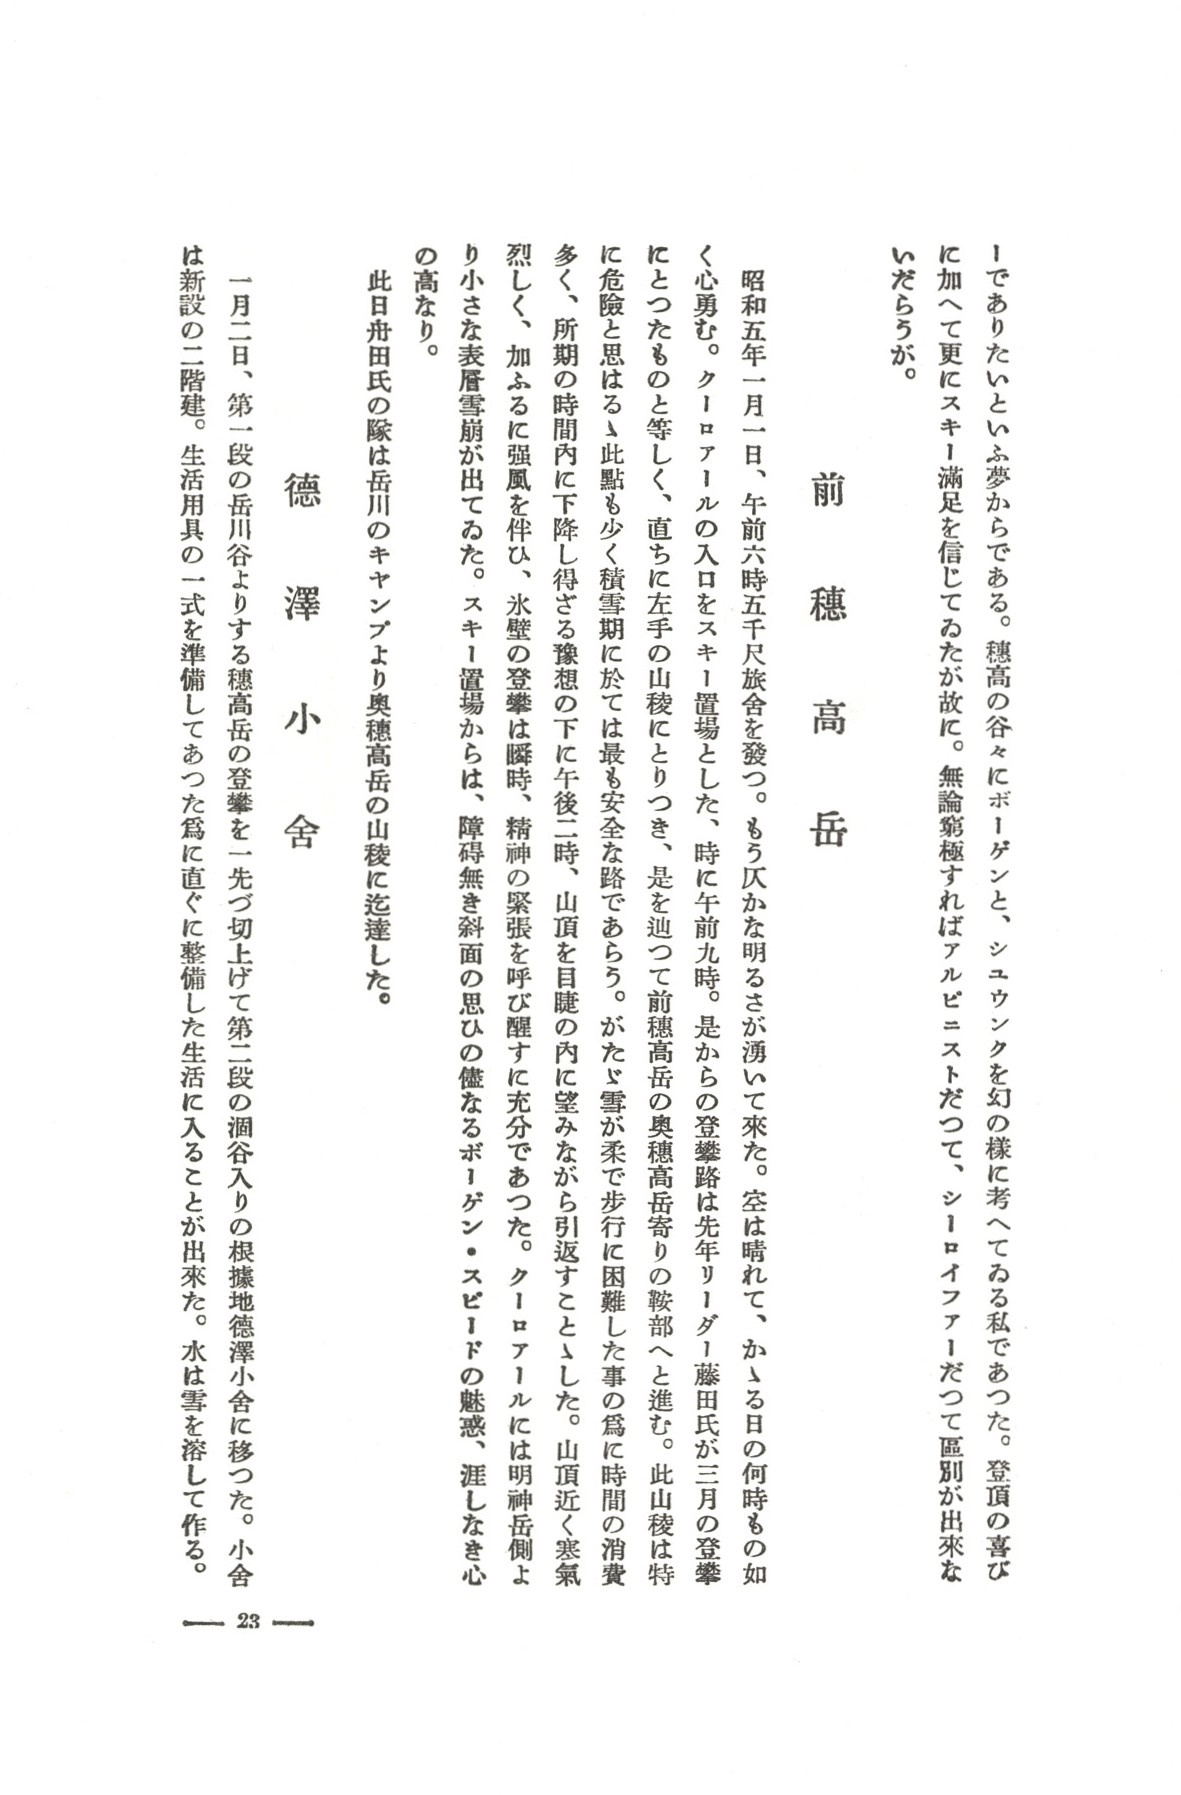 ーでありたいといふ夢からである。穗高の谷々にボーゲンと、シユウンクを幻の樣に考へてゐる私であつた。登頂の喜び
に加へて更にスキー滿足を信じてゐたが故に。無論窮極すればアルピニストだつて、シーロイファーだつて區別が出來な
いだらうが。
前穗高岳
昭和五年一月一日、午前六時五千尺旅舍を發つ。もう仄かな明るさが湧いて來た。空は晴れて、かゝる日の何時もの如
く心勇む。クーロアールの入口をスキー置場とした、時に午前九時。是からの登攀路は先年リーダー藤田氏が三月の登攀
にとつたものと等しく、直ちに左手の山稜にとりつき、是を辿つて前穗高岳の奧穗高岳寄りの鞍部へと進む。此山稜は特
に危險と思はるゝ此點も少く積雪期に於ては最も安全な路であらう。がたゞ雪が柔で步行に困難した事の爲に時間の消費
多く、所期の時間內に下降し得ざる豫想の下に午後二時、山頂を目睫の內に望みながら引返すことゝした。山頂近く寒氣
烈しく、加ふるに强風を伴ひ、氷壁の登攀は瞬時、精神の緊張を呼び醒すに充分であつた。クーロアールには明神岳側よ
り小さな表層雪崩が出てゐた。スキー置場からは、障碍無き斜面の思ひの儘なるボーゲン・スピードの魅惑、涯しなき心
の高なり。
此日舟田氏の隊は岳川のキヤンプより奧穗高岳の山稜に迄達した。
德澤小舍
一月二日、第一段の岳川谷よりする穗高岳の登攀を一先づ切上げて第二段の涸谷入りの根據地德澤小舍に移つた。小舍
は新設の二階建。生活用具の一式を準備してあつた爲に直ぐに整備した生活に入ることが出來た。水は雪を溶して作る。
23